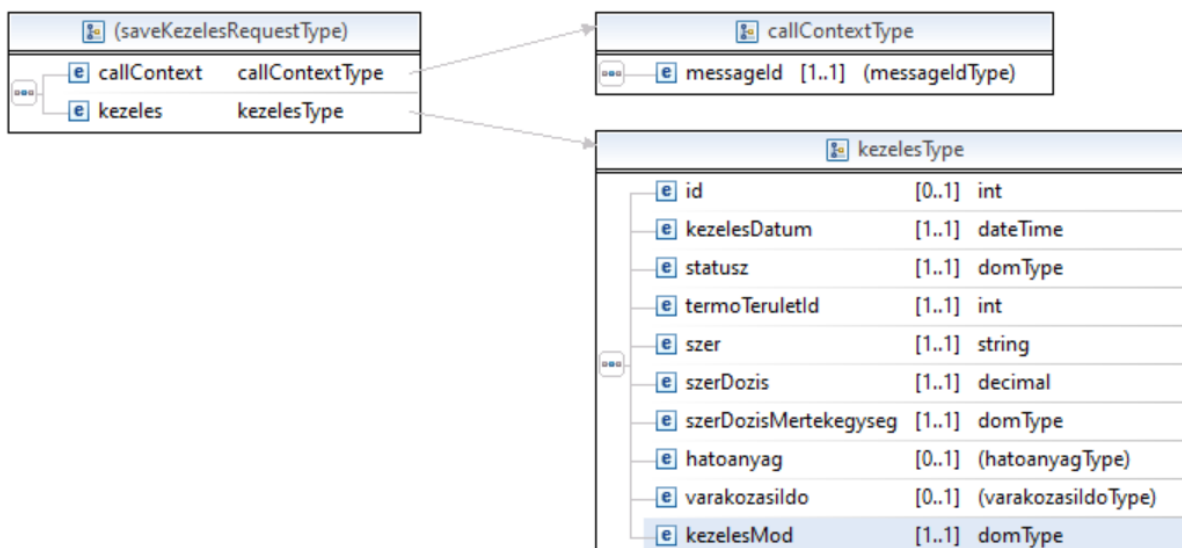 (saveKezelesRequestType)
callContext callContextType
kezeles kezelesType
callContextType
messageId [1..1] (messageIdType)
kezelesType
id [0..1] int
kezelesDatum [1..1] dateTime
statusz [1..1] domType
termoTeruletId [1..1] int
szer [1..1] string
szerDozis [1..1] decimal
szerDozisMertekegyseg [1..1] domType
hatoanyag [0..1] (hatoanyagType)
varakozasiIdo [0..1] (varakozasiIdoType)
kezelesMod [1..1] domType